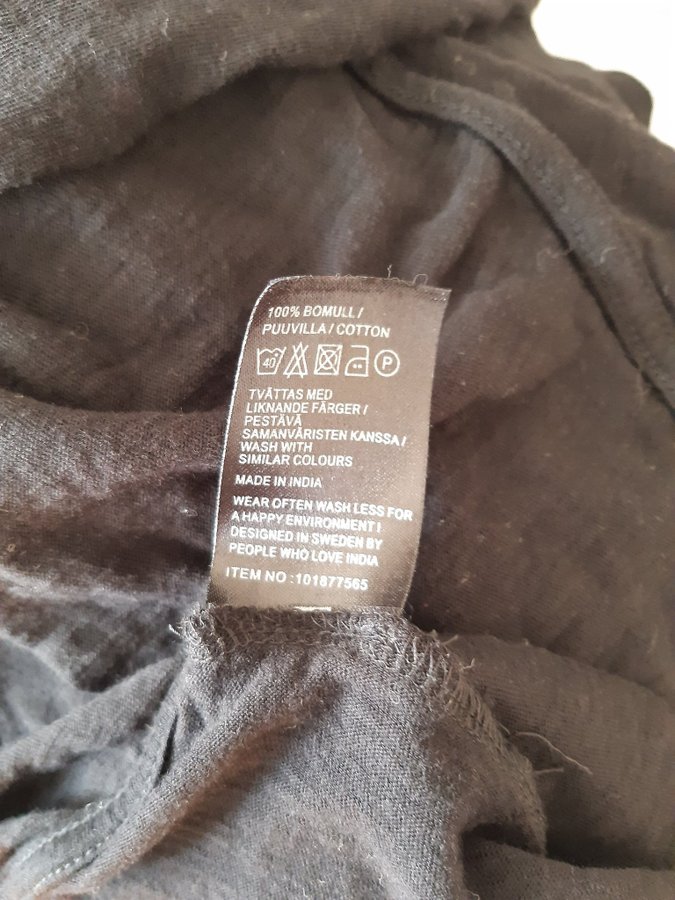 100% BOMULL/
PUUVILLA/COTTON
40 P
TVÄTTAS MED
LIKNANDE FÄRGER/
PESTÄVÄ
SAMANVÄRISTEN KANSSA/
WASH WITH
SIMILAR COLOURS
MADE IN INDIA
WEAR OFTEN WASH LESS FOR
A HAPPY ENVIRONMENT!
DESIGNED IN SWEDEN BY
PEOPLE WHO LOVE INDIA
ITEM NO:101877565